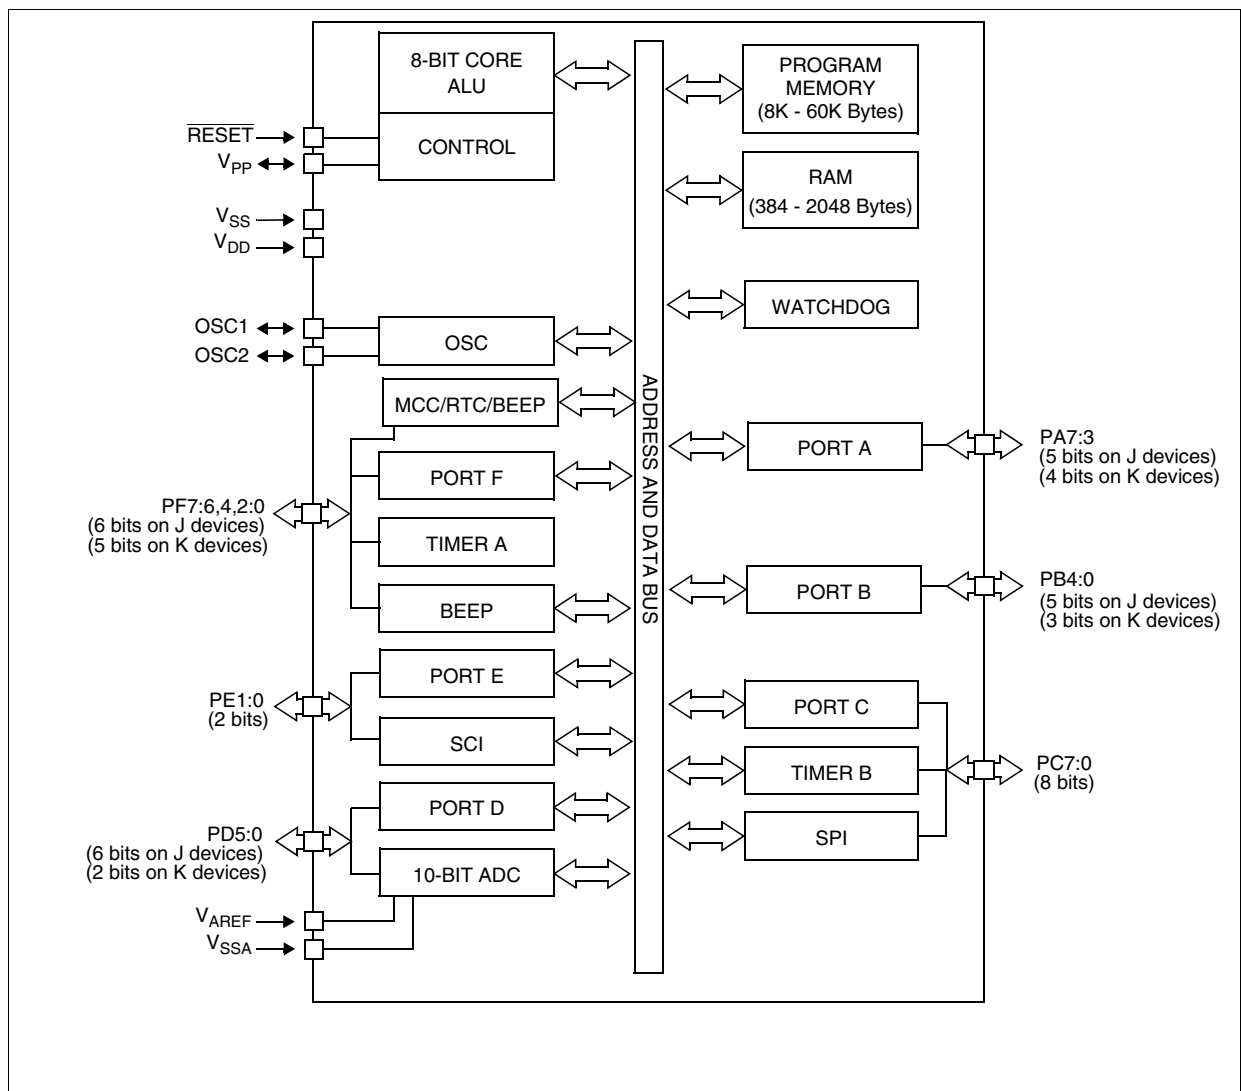 8-BIT CORE
ALU
CONTROL
RESET
VPP
VSS
VDD
OSC1
OSC2
OSC
MCC/RTC/BEEP
PORT F
PF7:6,4,2:0
(6 bits on J devices)
(5 bits on K devices)
TIMER A
BEEP
PORT E
PE1:0
(2 bits)
SCI
PORT D
PD5:0
(6 bits on J devices)
(2 bits on K devices)
10-BIT ADC
VAREF
VSSA
ADDRESS AND DATA BUS
PROGRAM
MEMORY
(8K - 60K Bytes)
RAM
(384 - 2048 Bytes)
WATCHDOG
PORT A
PA7:3
(5 bits on J devices)
(4 bits on K devices)
PORT B
PB4:0
(5 bits on J devices)
(3 bits on K devices)
PORT C
TIMER B
PC7:0
(8 bits)
SPI